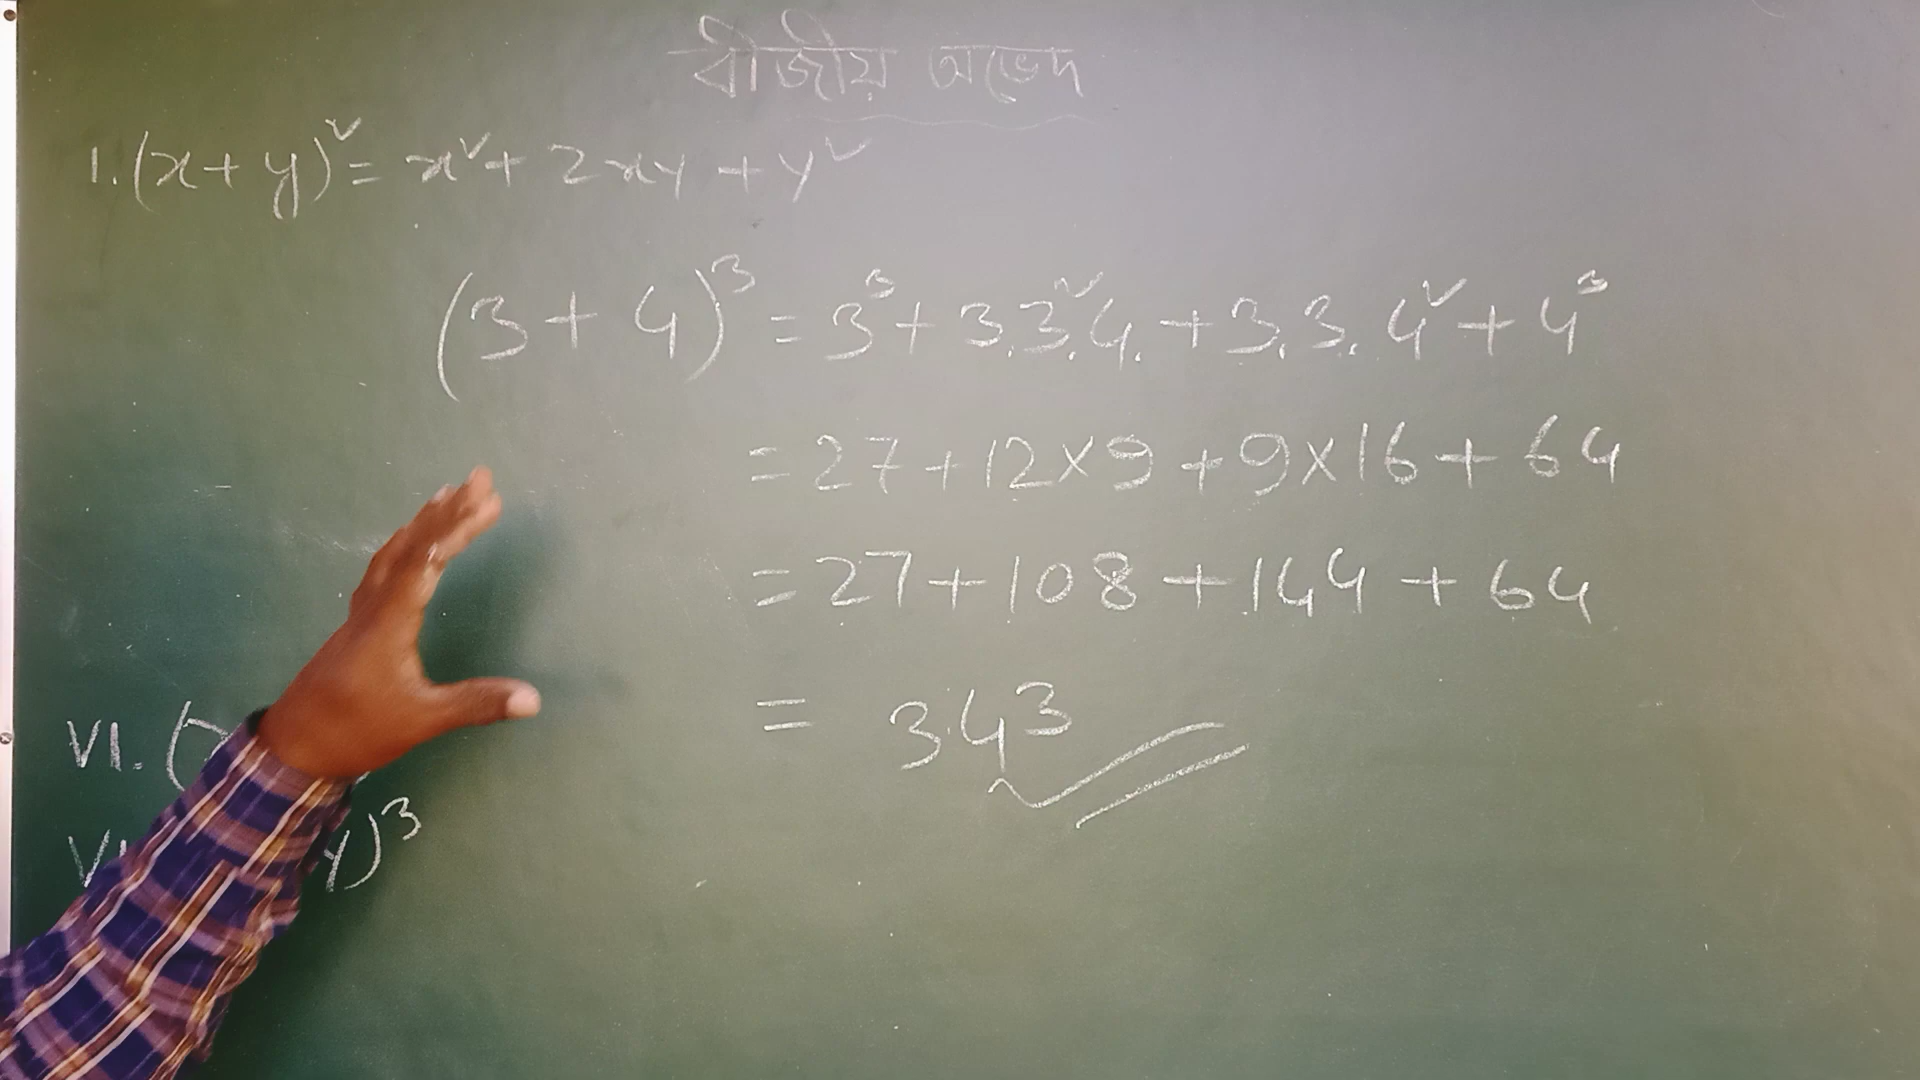 বীজীয় অভেদ
1. (x+y)² = x² + 2xy + y²
(3+4)³ = 3³ + 3.3².4. + 3.3.4² + 4³
= 27 + 12×9 + 9×16 + 64
= 27 + 108 + 144 + 64
= 343
VI. (
)³